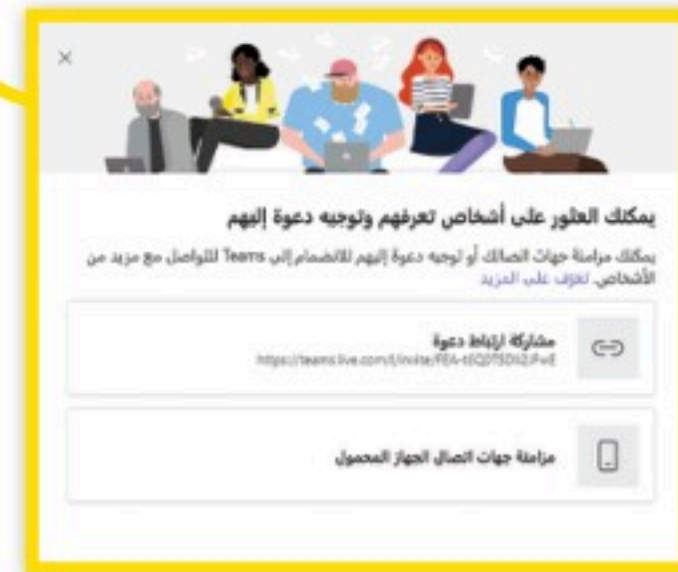 يمكنك العثور على أشخاص تعرفهم وتوجيه دعوة إليهم
يمكنك مزامنة جهات اتصالك أو توجيه دعوة إليهم للانضمام إلى Teams للتواصل مع مزيد من
الأشخاص. تعرّف على المزيد
مشاركة ارتباط دعوة
مزامنة جهات اتصال الجهاز المحمول